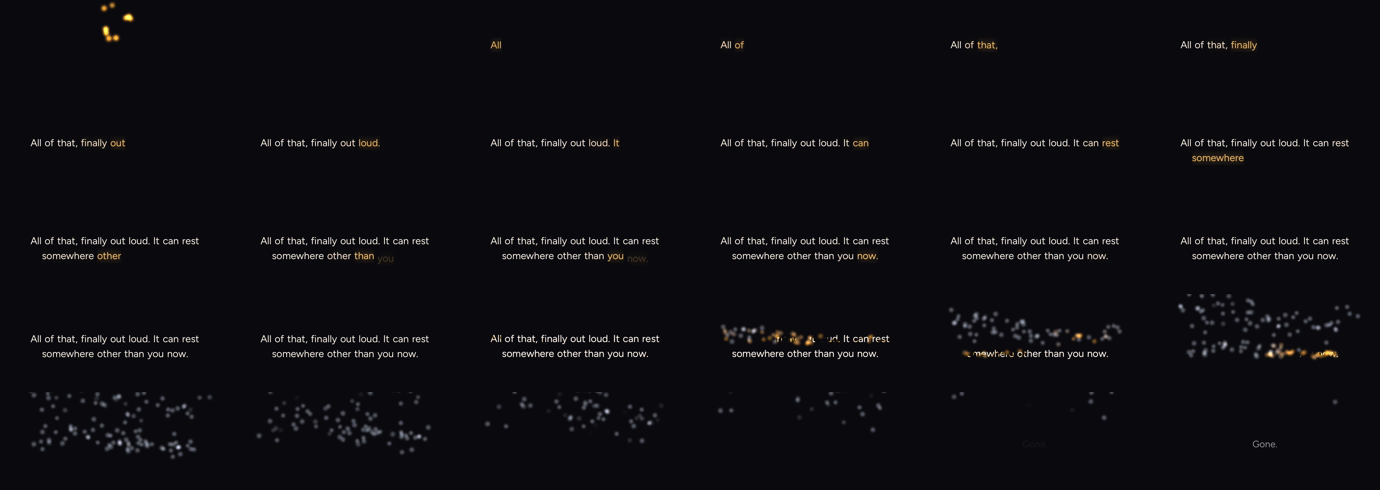 All
All of
All of that,
All of that, finally
All of that, finally out
All of that, finally out loud.
All of that, finally out loud. It
All of that, finally out loud. It can
All of that, finally out loud. It can rest
All of that, finally out loud. It can rest
somewhere
All of that, finally out loud. It can rest
somewhere other
All of that, finally out loud. It can rest
somewhere other than you
All of that, finally out loud. It can rest
somewhere other than you now.
All of that, finally out loud. It can rest
somewhere other than you now.
All of that, finally out loud. It can rest
somewhere other than you now.
All of that, finally out loud. It can rest
somewhere other than you now.
All of that, finally out loud. It can rest
somewhere other than you now.
All of that, finally out loud. It can rest
somewhere other than you now.
All of that, finally out loud. It can rest
somewhere other than you now.
It can rest
somewhere other than you now.
other than you now.
now.
Gone.
Gone.